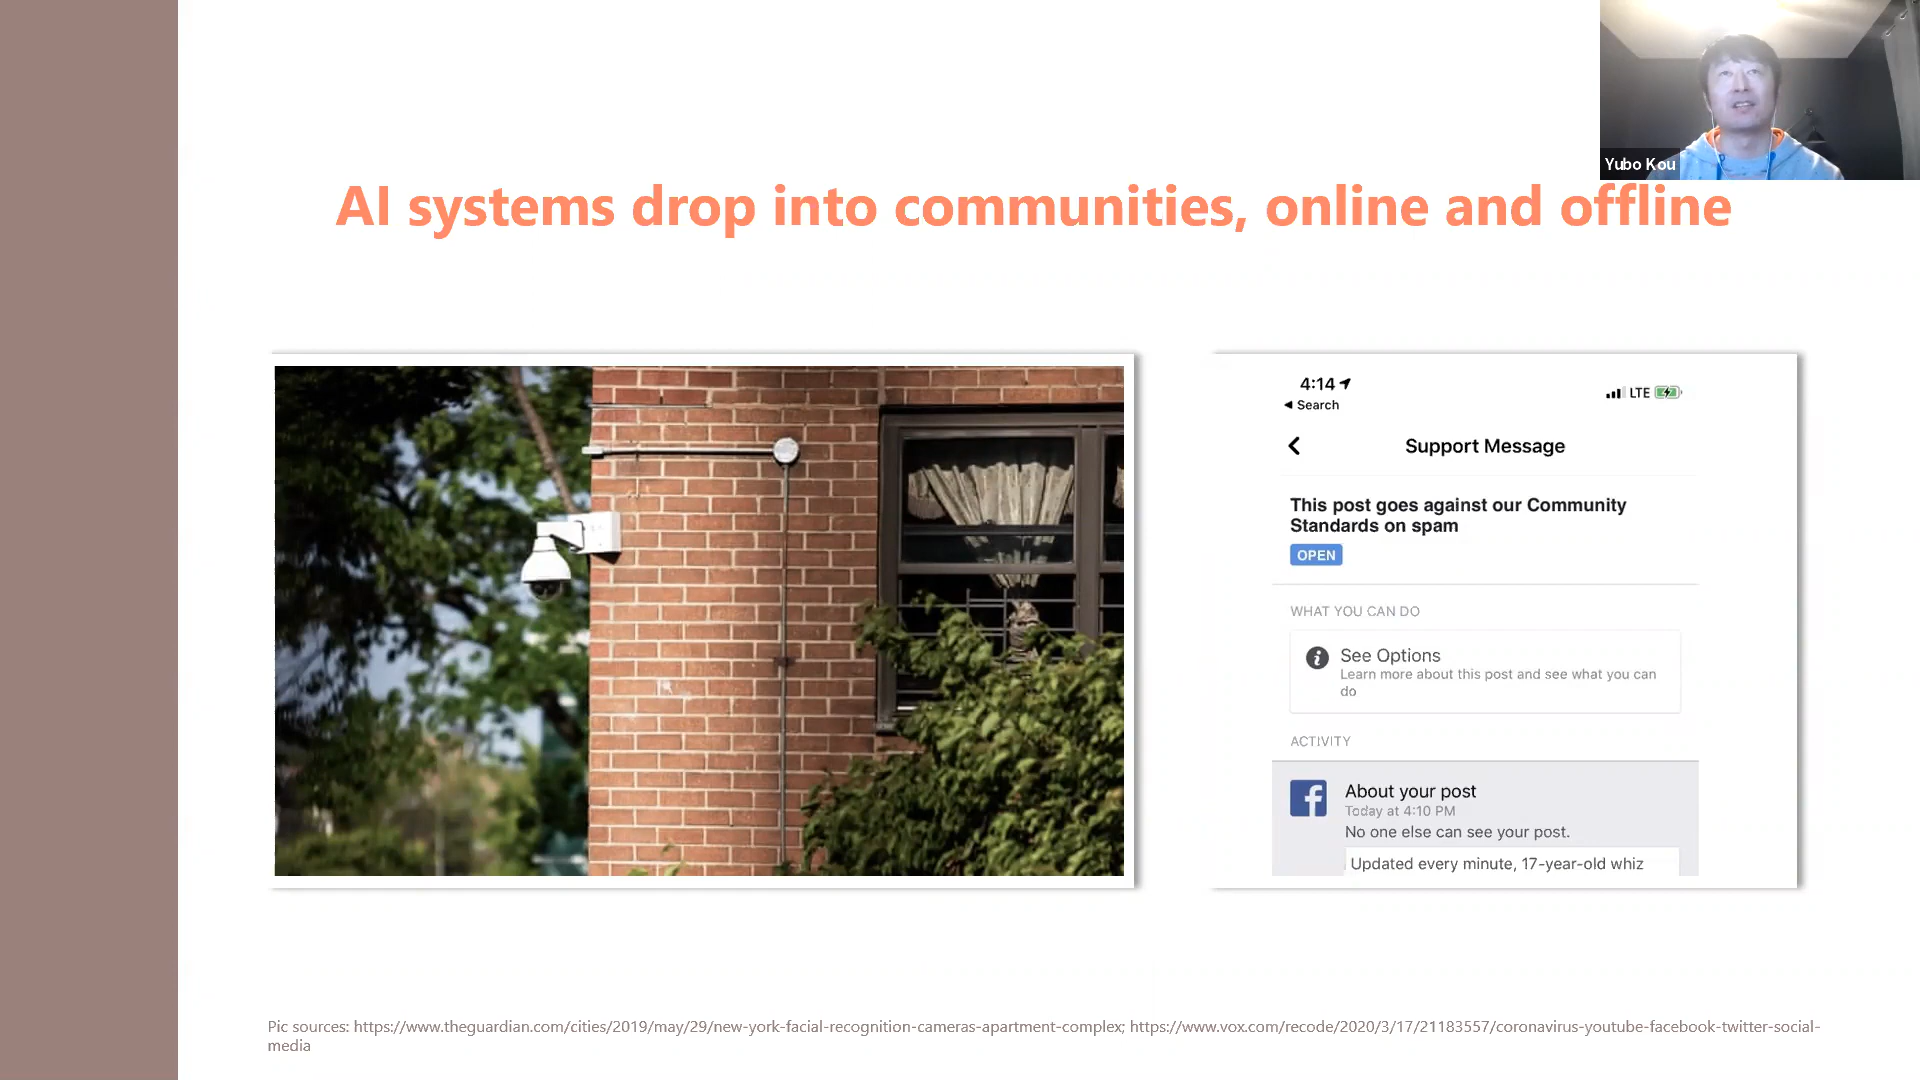 Yubo Kou
AI systems drop into communities, online and offline
4:14
◀ Search
LTE
Support Message
This post goes against our Community
Standards on spam
OPEN
WHAT YOU CAN DO
See Options
Learn more about this post and see what you can
do
ACTIVITY
About your post
Today at 4:10 PM
No one else can see your post.
Updated every minute, 17-year-old whiz
Pic sources: https://www.theguardian.com/cities/2019/may/29/new-york-facial-recognition-cameras-apartment-complex; https://www.vox.com/recode/2020/3/17/21183557/coronavirus-youtube-facebook-twitter-social-
media